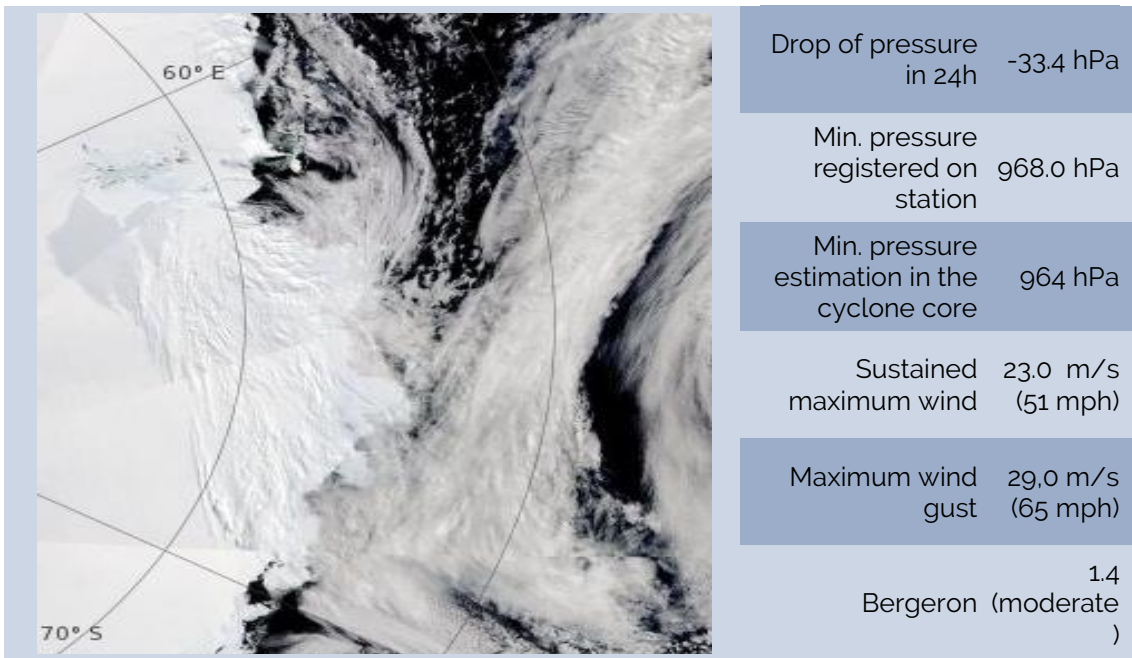 60° E
70° S
Drop of pressure
in 24h
-33.4 hPa
Min. pressure
registered on
station
968.0 hPa
Min. pressure
estimation in the
cyclone core
964 hPa
Sustained
maximum wind
23.0 m/s
(51 mph)
Maximum wind
gust
29,0 m/s
(65 mph)
Bergeron
1.4
(moderate
)